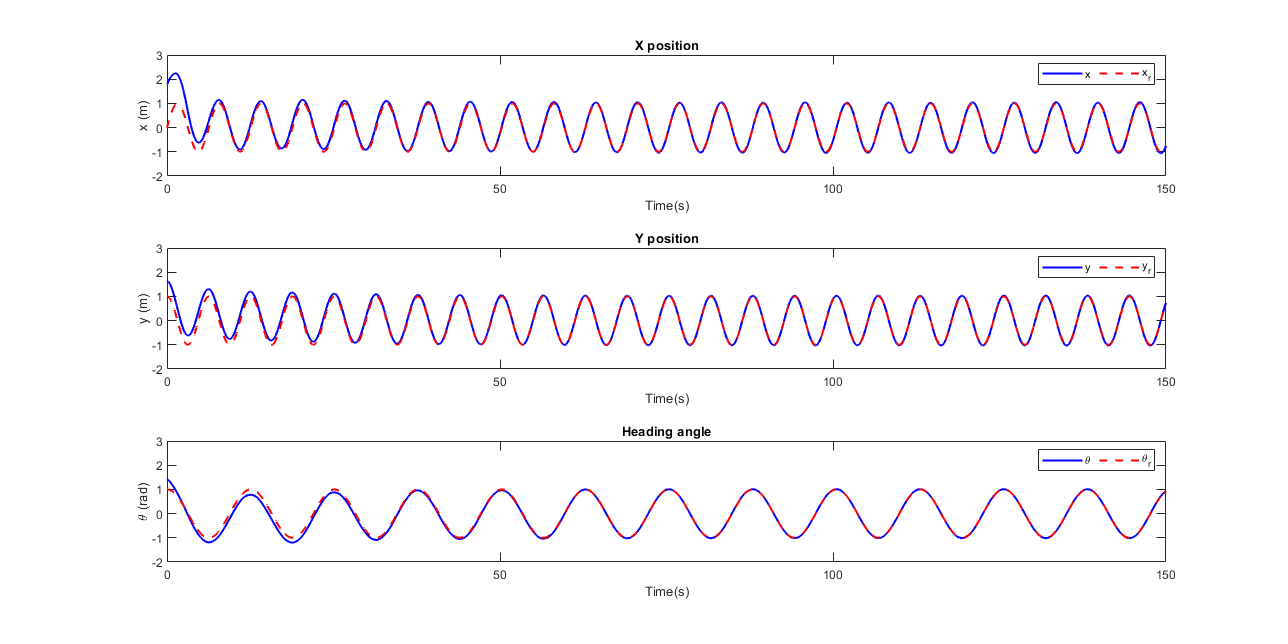 X position
3
2
1
0
-1
-2
x (m)
x
x_r
0
50
100
150
Time(s)
Y position
3
2
1
0
-1
-2
y (m)
y
y_r
0
50
100
150
Time(s)
Heading angle
3
2
1
0
-1
-2
θ (rad)
θ
θ_r
0
50
100
150
Time(s)